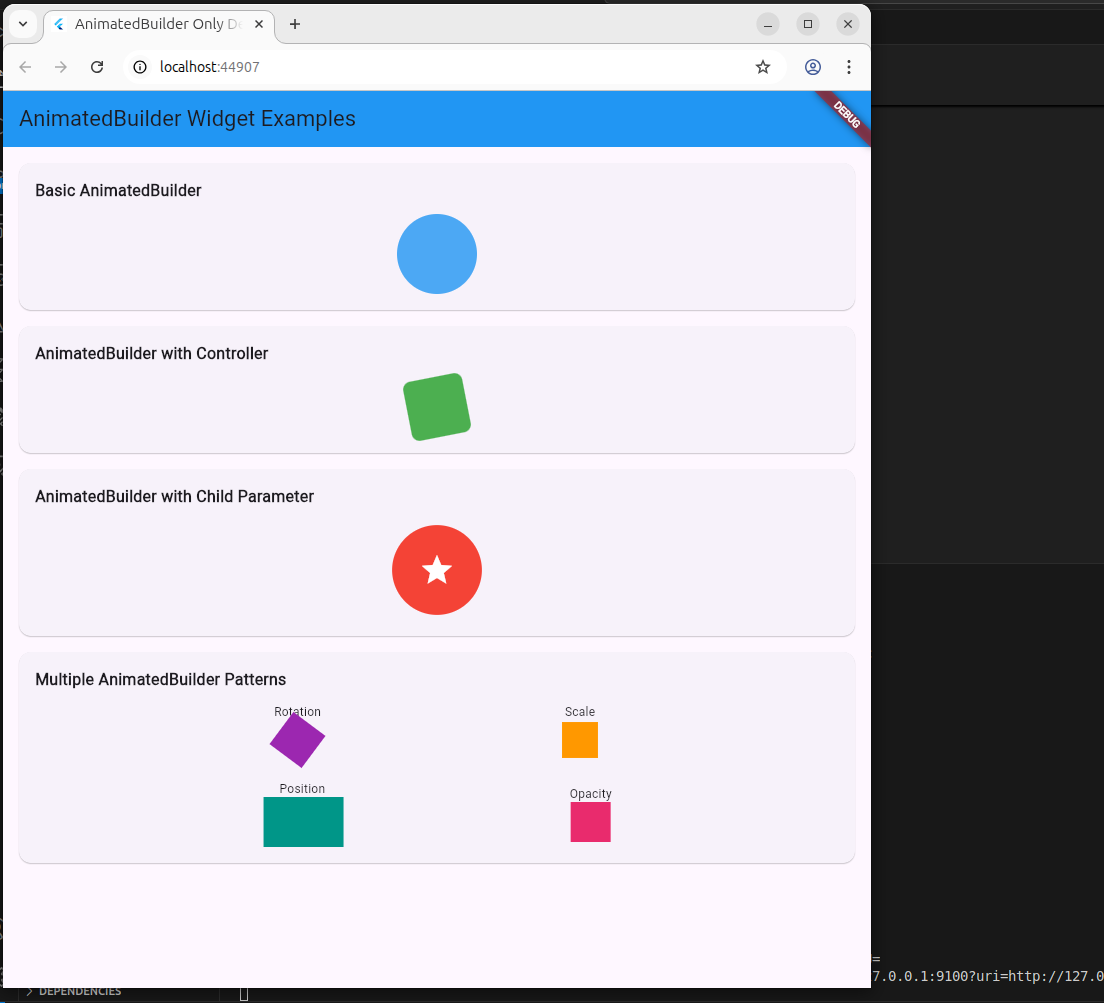 AnimatedBuilder Only De
localhost:44907
AnimatedBuilder Widget Examples
DEBUG
Basic AnimatedBuilder
AnimatedBuilder with Controller
AnimatedBuilder with Child Parameter
Multiple AnimatedBuilder Patterns
Rotation
Scale
Position
Opacity
=
7.0.0.1:9100?uri=http://127.0
DEPENDENCIES